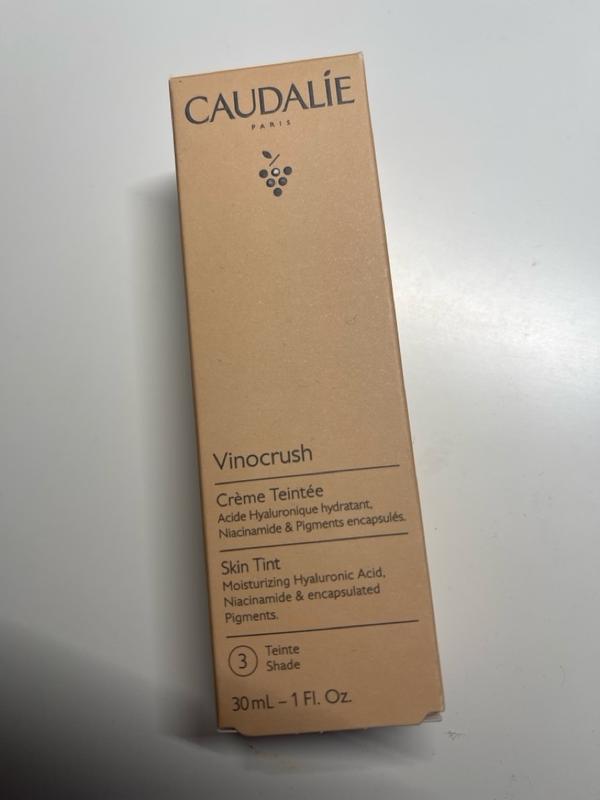 CAUDALÍE
PARIS
Vinocrush
Crème Teintée
Acide Hyaluronique hydratant,
Niacinamide & Pigments encapsulés.
Skin Tint
Moisturizing Hyaluronic Acid,
Niacinamide & encapsulated
Pigments.
3 Teinte
Shade
30 mL – 1 Fl. Oz.